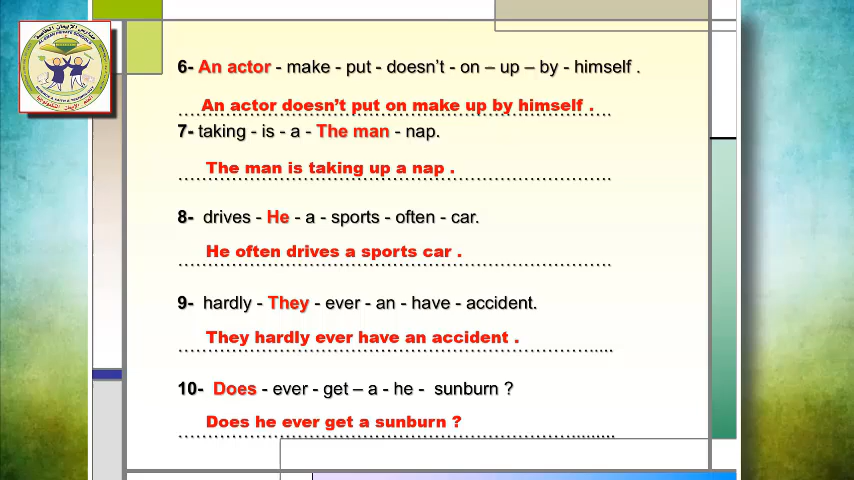 6- An actor - make - put - doesn't - on – up – by - himself .
An actor doesn't put on make up by himself .
7- taking - is - a - The man - nap.
The man is taking up a nap .
8- drives - He - a - sports - often - car.
He often drives a sports car .
9- hardly - They - ever - an - have - accident.
They hardly ever have an accident .
10- Does - ever - get – a - he - sunburn ?
Does he ever get a sunburn ?